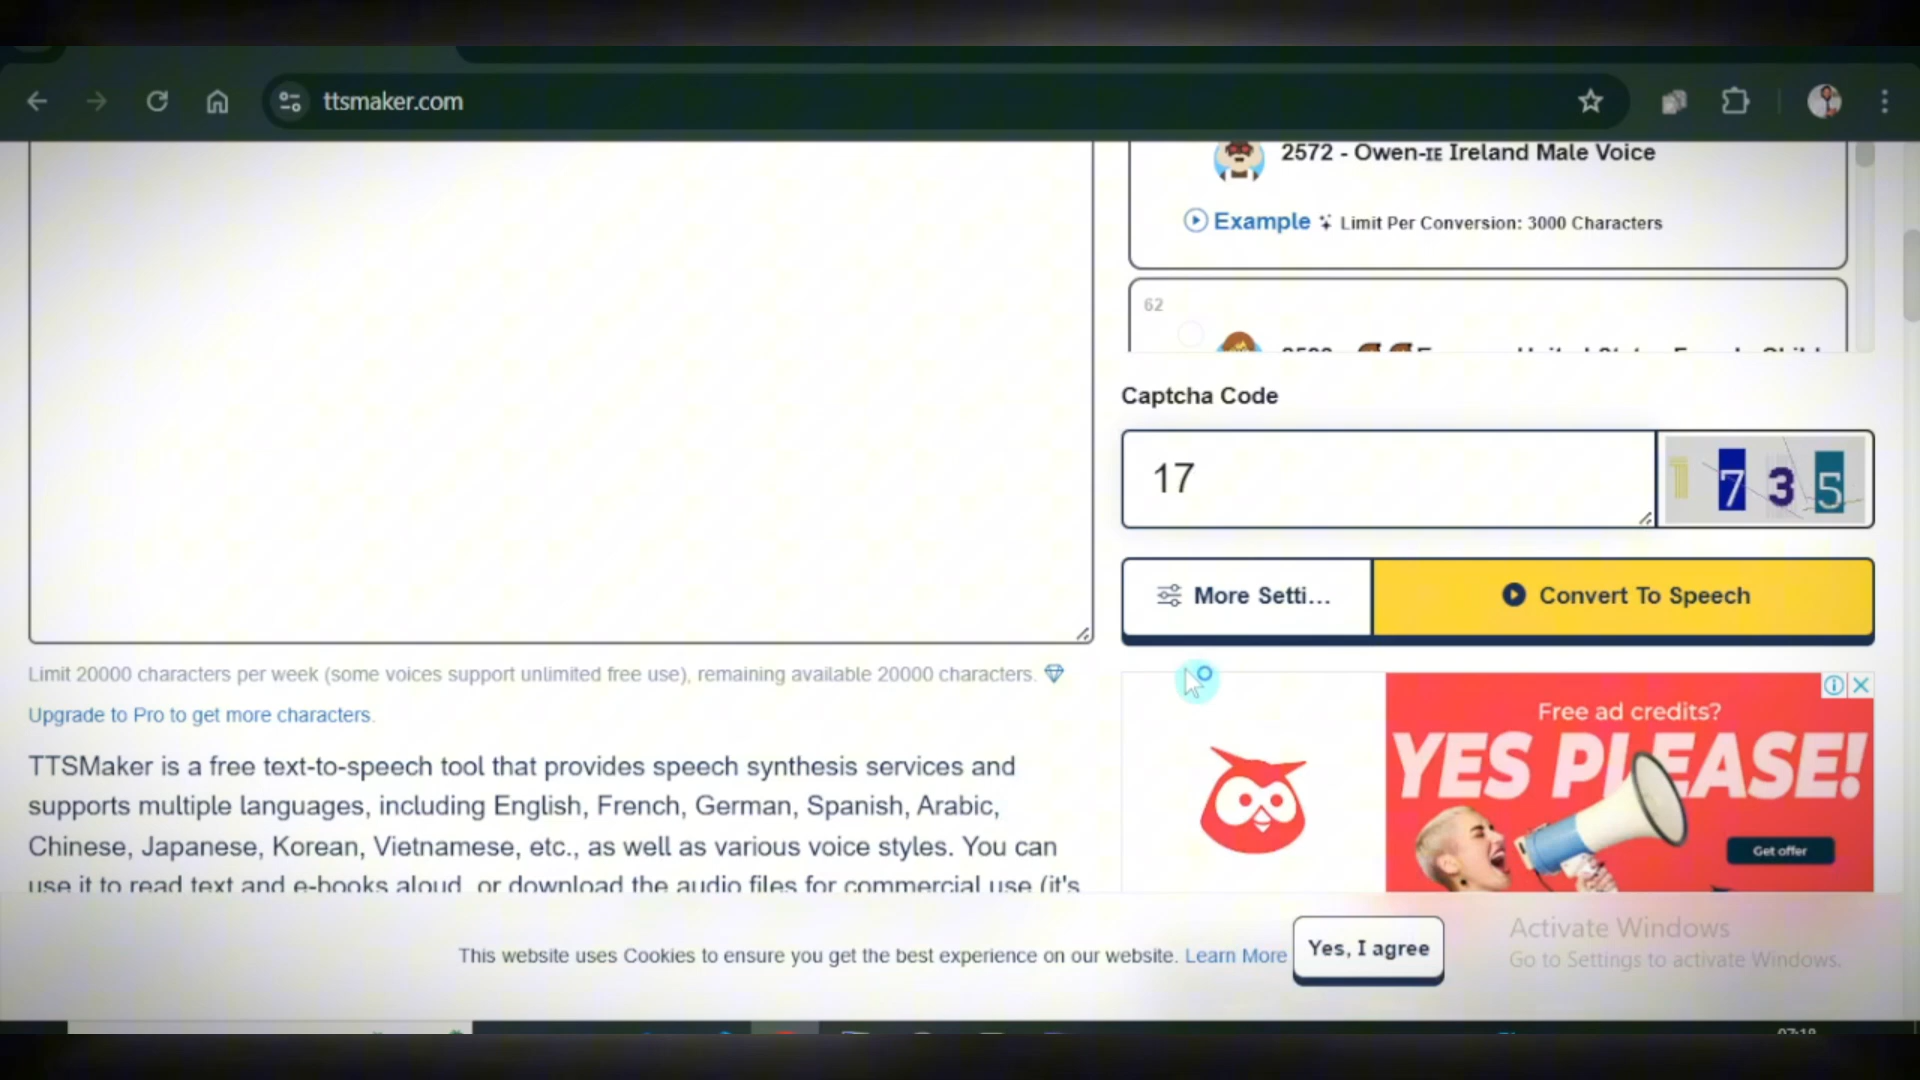 ttsmaker.com
2572 - Owen-IE Ireland Male Voice
Example Limit Per Conversion: 3000 Characters
62
Captcha Code
17
1 7 3 5
More Setti...
Convert To Speech
Limit 20000 characters per week (some voices support unlimited free use), remaining available 20000 characters.
Upgrade to Pro to get more characters.
TTSMaker is a free text-to-speech tool that provides speech synthesis services and
supports multiple languages, including English, French, German, Spanish, Arabic,
Chinese, Japanese, Korean, Vietnamese, etc., as well as various voice styles. You can
use it to read text and e-books aloud, or download the audio files for commercial use (it's
Free ad credits?
YES PLEASE!
Get offer
This website uses Cookies to ensure you get the best experience on our website. Learn More
Yes, I agree
Activate Windows
Go to Settings to activate Windows.